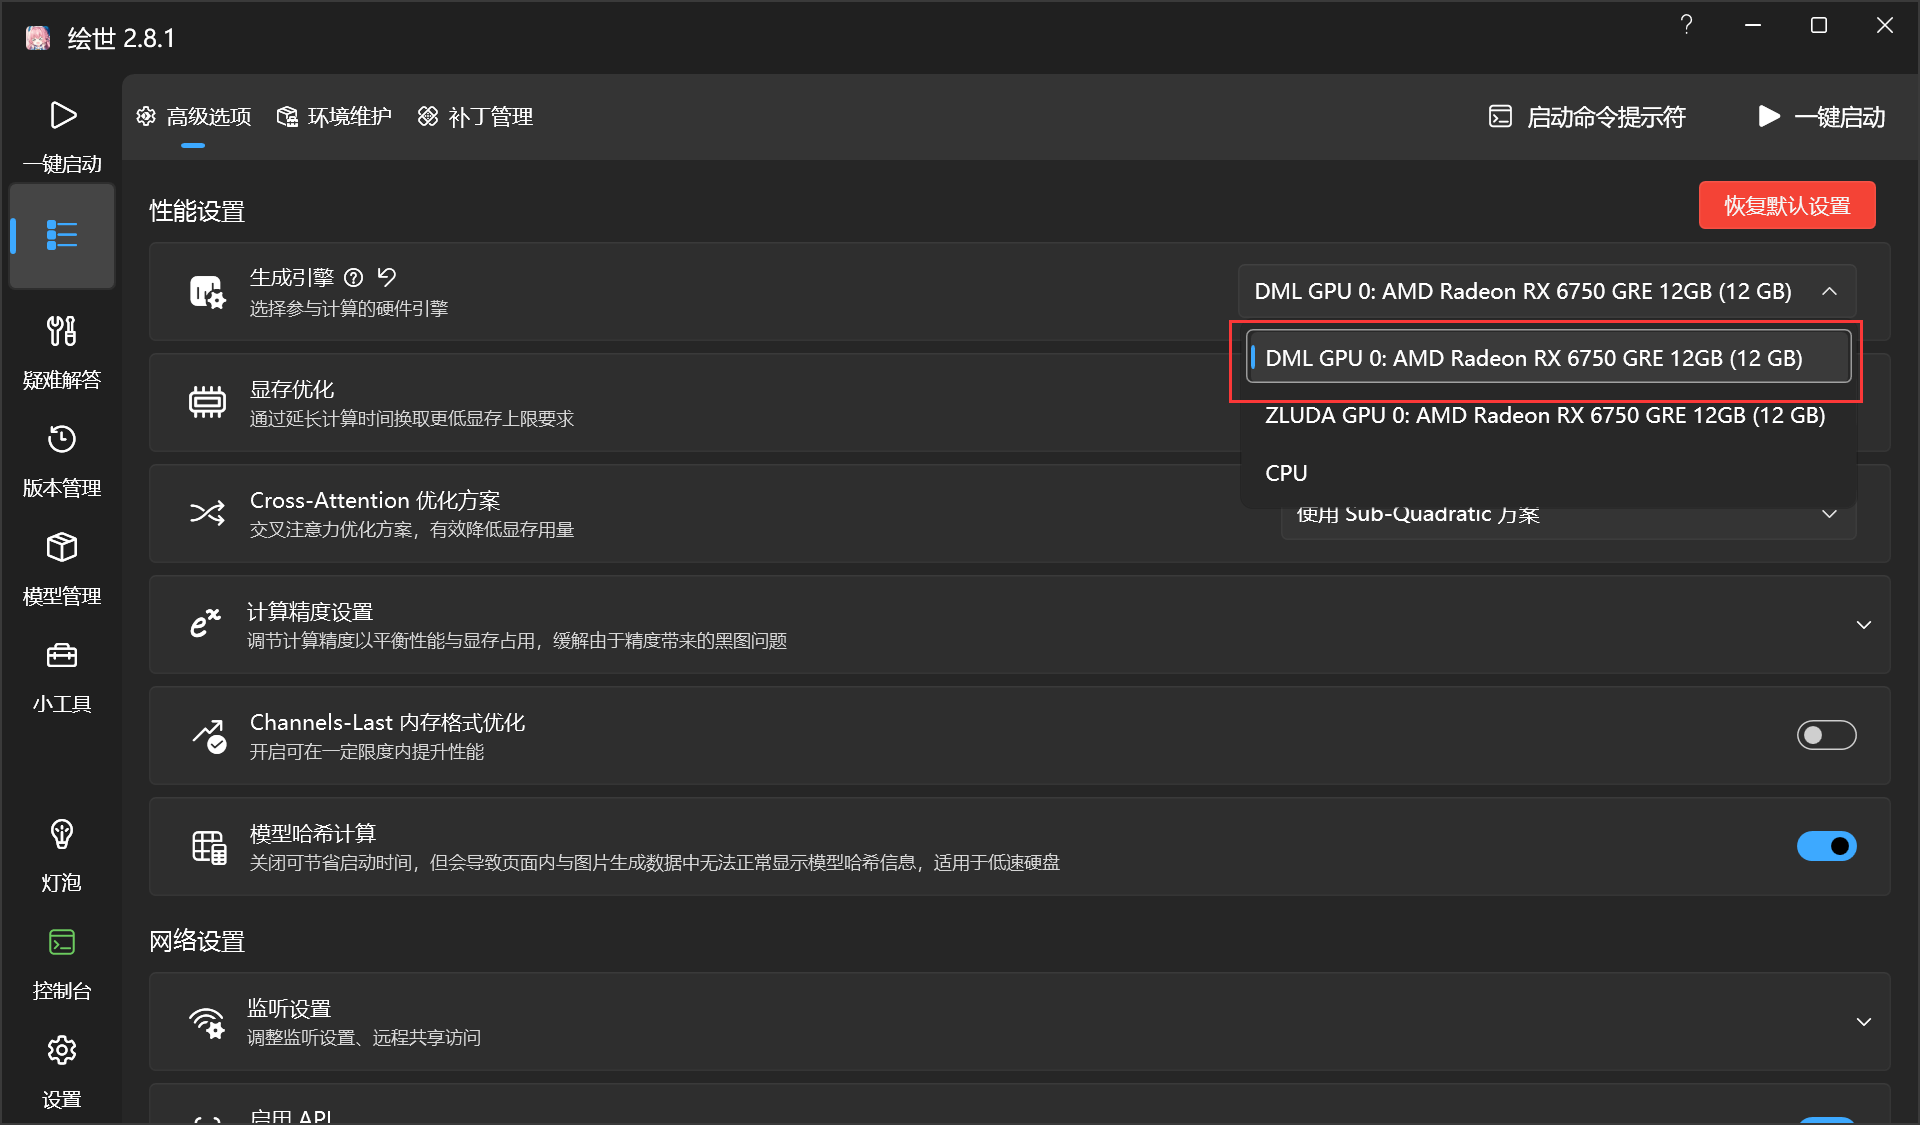 绘世 2.8.1
一键启动
疑难解答
版本管理
模型管理
小工具
灯泡
控制台
设置
高级选项
环境维护
补丁管理
启动命令提示符
一键启动
性能设置
恢复默认设置
生成引擎
选择参与计算的硬件引擎
DML GPU 0: AMD Radeon RX 6750 GRE 12GB (12 GB)
DML GPU 0: AMD Radeon RX 6750 GRE 12GB (12 GB)
ZLUDA GPU 0: AMD Radeon RX 6750 GRE 12GB (12 GB)
CPU
显存优化
通过延长计算时间换取更低显存上限要求
Cross-Attention 优化方案
交叉注意力优化方案，有效降低显存用量
使用 Sub-Quadratic 方案
计算精度设置
调节计算精度以平衡性能与显存占用，缓解由于精度带来的黑图问题
Channels-Last 内存格式优化
开启可在一定限度内提升性能
模型哈希计算
关闭可节省启动时间，但会导致页面内与图片生成数据中无法正常显示模型哈希信息，适用于低速硬盘
网络设置
监听设置
调整监听设置、远程共享访问
启用 API